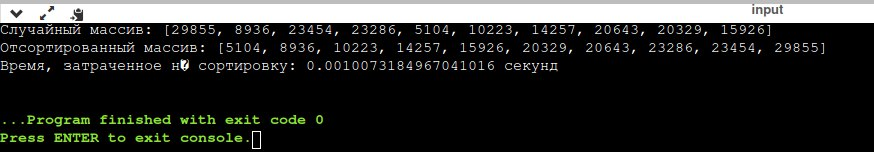 input
Случайный массив: [29855, 8936, 23454, 23286, 5104, 10223, 14257, 20643, 20329, 15926]
Отсортированный массив: [5104, 8936, 10223, 14257, 15926, 20329, 20643, 23286, 23454, 29855]
Время, затраченное н� сортировку: 0.0010073184967041016 секунд
...Program finished with exit code 0
Press ENTER to exit console.